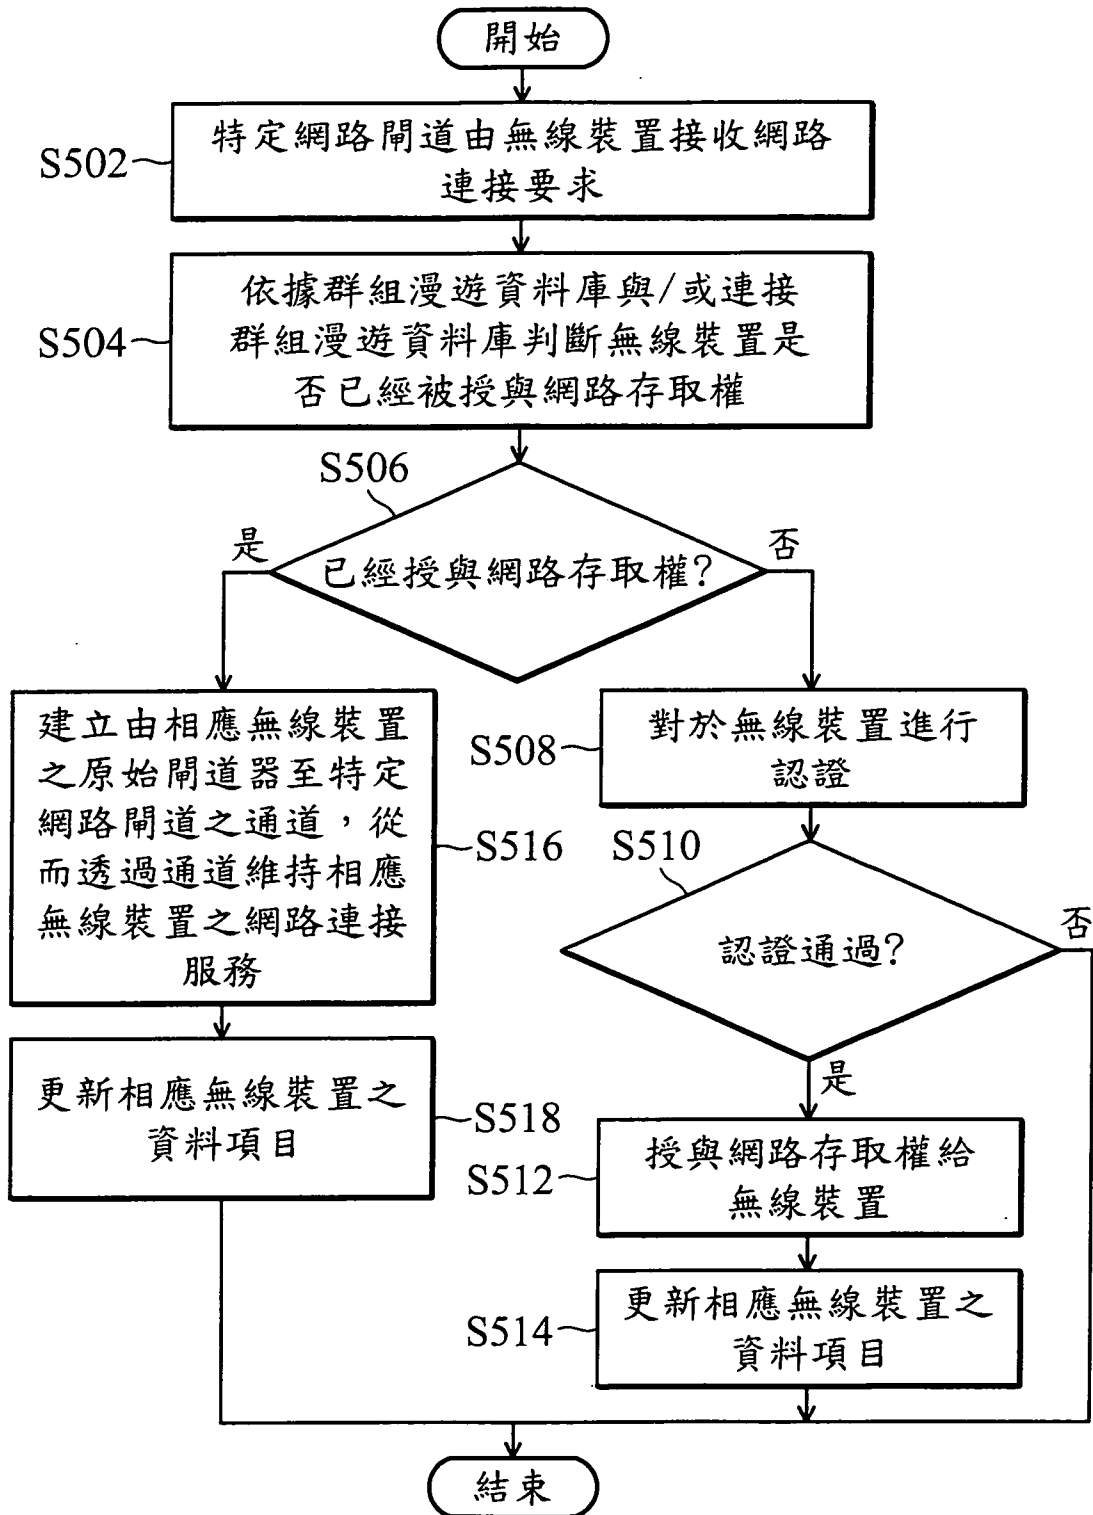 開始
S502
特定網路閘道由無線裝置接收網路
連接要求
S504
依據群組漫遊資料庫與/或連接
群組漫遊資料庫判斷無線裝置是
否已經被授與網路存取權
S506
是
已經授與網路存取權?
否
建立由相應無線裝置
之原始閘道器至特定
網路閘道之通道,從
而透過通道維持相應
無線裝置之網路連接
服務
S516
S508
對於無線裝置進行
認證
S510
認證通過?
否
是
更新相應無線裝置之
資料項目
S518
S512
授與網路存取權給
無線裝置
S514
更新相應無線裝置之
資料項目
結束